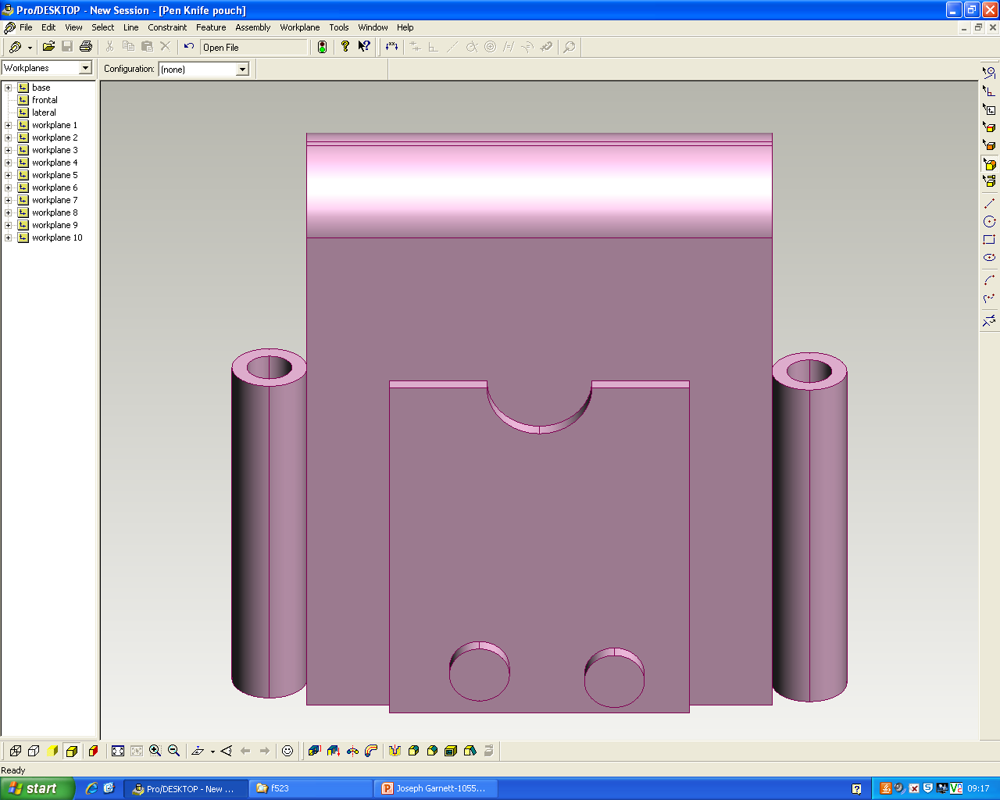 Pro/DESKTOP - New Session - [Pen Knife pouch]
File Edit View Select Line Constraint Feature Assembly Workplane Tools Window Help
Open File
Workplanes Configuration: (none)
base
frontal
lateral
workplane 1
workplane 2
workplane 3
workplane 4
workplane 5
workplane 6
workplane 7
workplane 8
workplane 9
workplane 10
Ready
start Pro/DESKTOP - New ... f523 Joseph Garnett-1055... 09:17